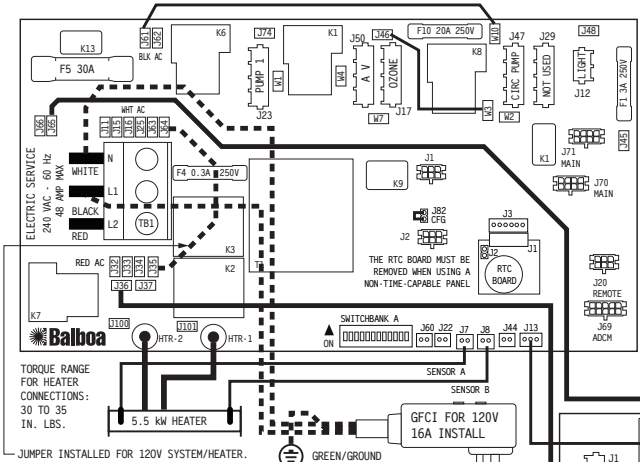 J61
J62
BLK AC
K6
J74
K1
J50
J46
F10 20A 250V
W10
J47
J29
J48
K13
F5 30A
PUMP 1
W1
W4
A V
OZONE
K8
CIRC PUMP
NOT USED
LIGHT
J12
F1 3A 250V
J23
W7
J17
W3
W2
J66
J65
WHT AC
J11
J15
J16
J25
J63
J64
J45
K1
J71
MAIN
ELECTRIC SERVICE
240 VAC - 60 Hz
48 AMP MAX
N
WHITE
L1
BLACK
L2
RED
TB1
F4 0.3A 250V
K9
J1
J70
MAIN
JB2
CFG
J3
J2
J1
J2
RTC
BOARD
K3
K2
T1
THE RTC BOARD MUST BE
REMOVED WHEN USING A
NON-TIME-CAPABLE PANEL
RED AC
J32
J33
J34
J35
J36
J37
J20
REMOTE
K7
J69
ADCM
Balboa
J100
HTR-2
J101
HTR-1
ON
SWITCHBANK A
J60
J22
J7
J8
J44
J13
SENSOR A
SENSOR B
TORQUE RANGE
FOR HEATER
CONNECTIONS:
30 TO 35
IN. LBS.
5.5 kW HEATER
GFCI FOR 120V
16A INSTALL
JUMPER INSTALLED FOR 120V SYSTEM/HEATER.
GREEN/GROUND
J1